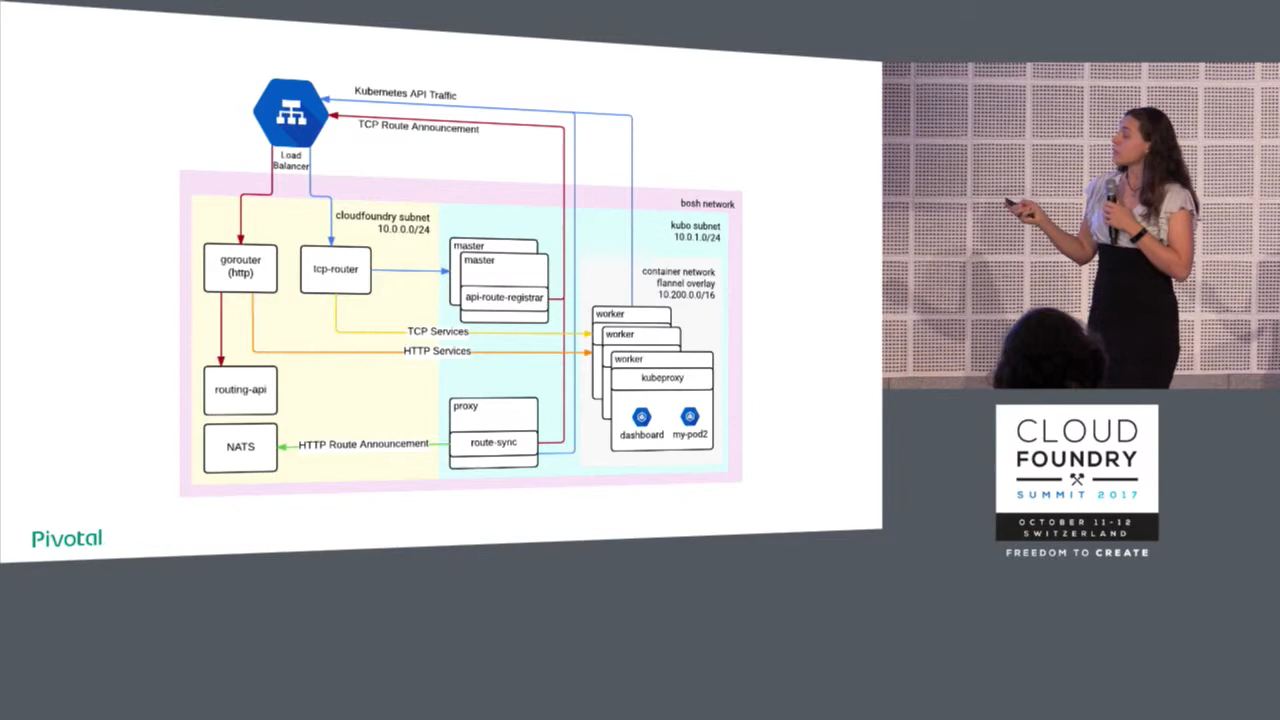 Kubernetes API Traffic
TCP Route Announcement
Load
Balancer
bosh network
cloudfoundry subnet
10.0.0.0/24
kubo subnet
10.0.1.0/24
gorouter
(http)
tcp-router
master
master
api-route-registrar
container network
flannel overlay
10.200.0.0/16
worker
worker
worker
kubeproxy
dashboard
my-pod2
TCP Services
HTTP Services
routing-api
NATS
HTTP Route Announcement
proxy
route-sync
Pivotal
CLOUD
FOUNDRY
SUMMIT 2017
OCTOBER 11-12
SWITZERLAND
FREEDOM TO CREATE